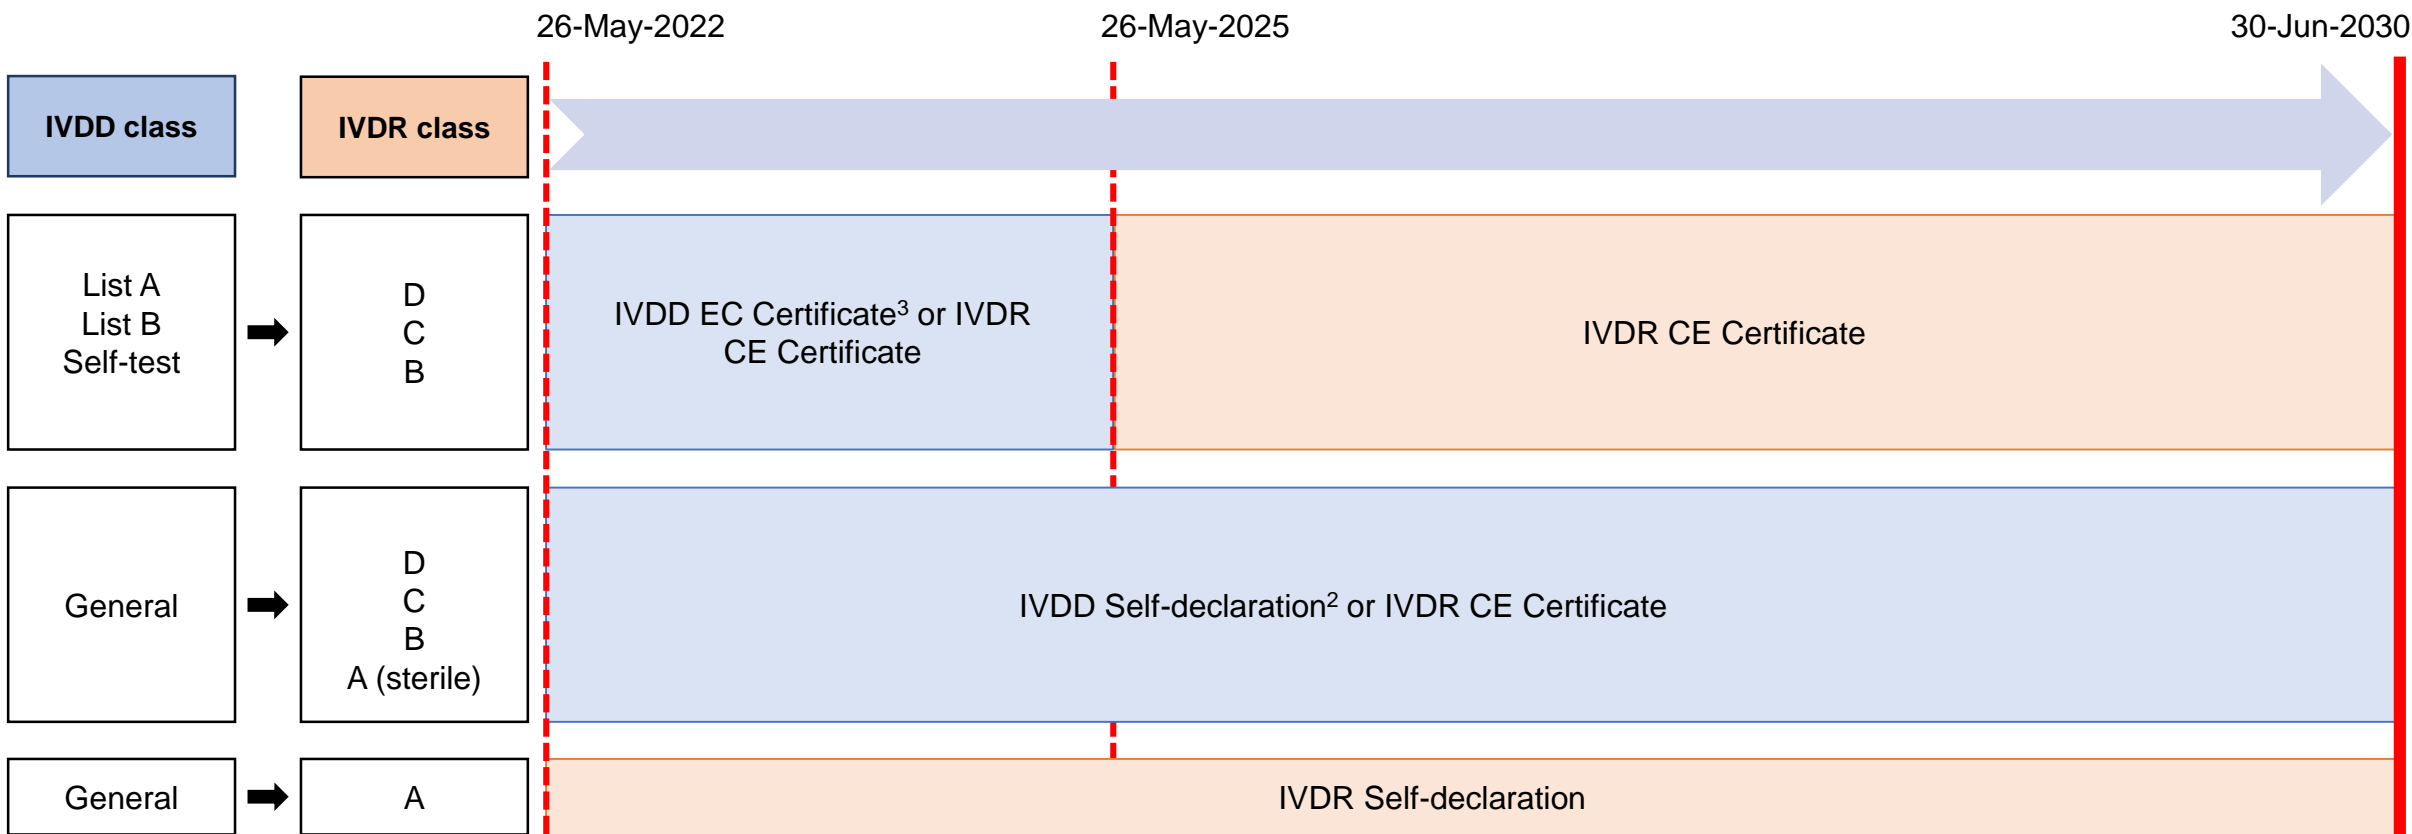 26-May-2022
26-May-2025
30-Jun-2030
IVDD class
IVDR class
List A
List B
Self-test
D
C
B
IVDD EC Certificate³ or IVDR
CE Certificate
IVDR CE Certificate
General
D
C
B
A (sterile)
IVDD Self-declaration² or IVDR CE Certificate
General
A
IVDR Self-declaration